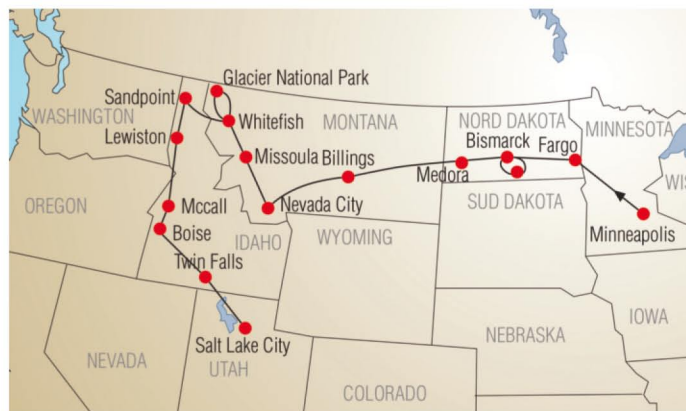 Glacier National Park
Sandpoint
WASHINGTON
Whitefish
MONTANA
NORD DAKOTA
MINNESOTA
Lewiston
Bismarck
Fargo
Missoula
Billings
Medora
WIS
Mccall
Nevada City
SUD DAKOTA
OREGON
Boise
IDAHO
WYOMING
Minneapolis
Twin Falls
IOWA
Salt Lake City
NEBRASKA
NEVADA
UTAH
COLORADO